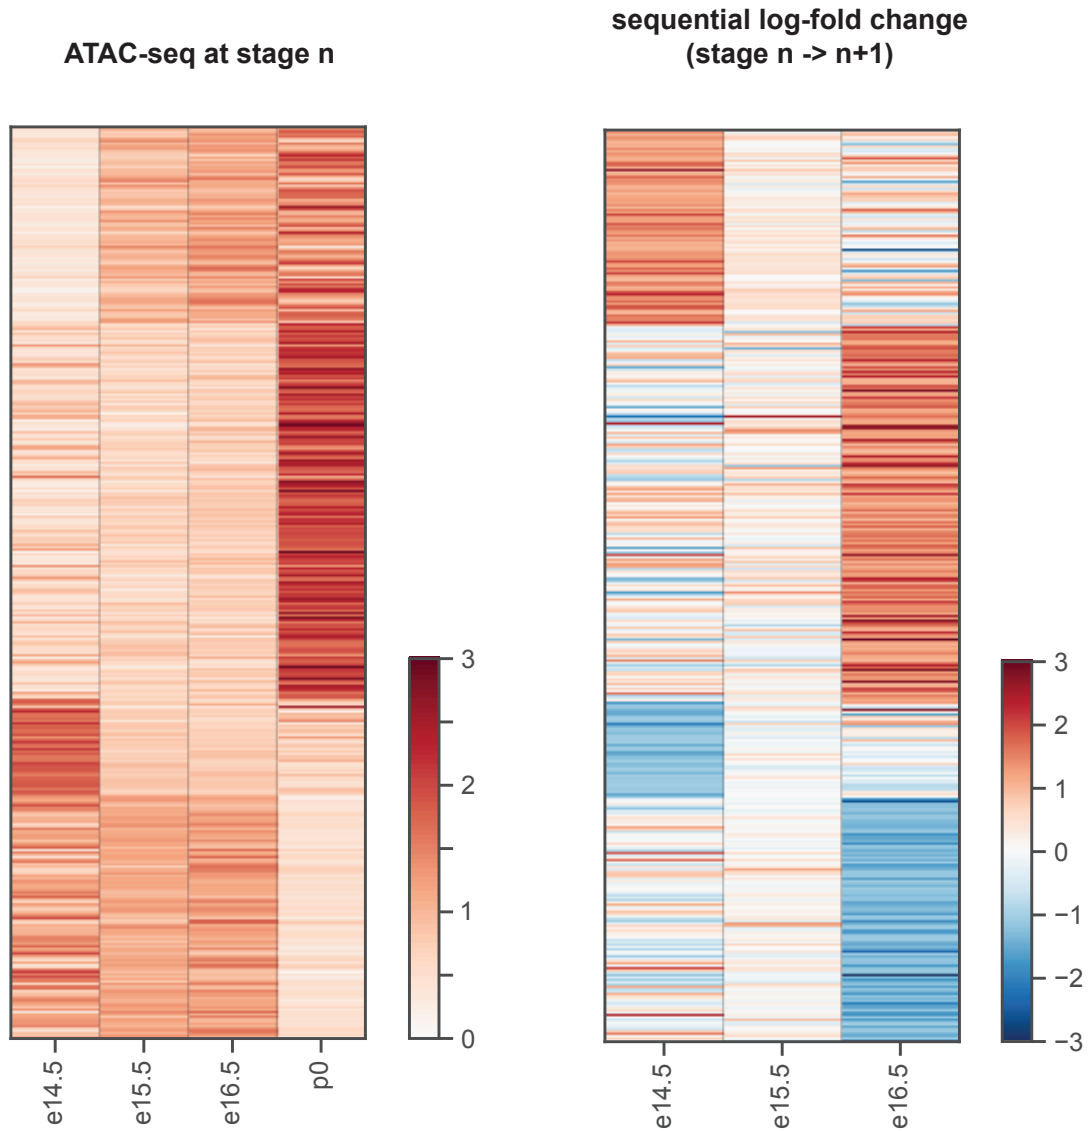 ATAC-seq at stage n
sequential log-fold change
(stage n -> n+1)
3
2
1
0
e14.5
e15.5
e16.5
p0
3
2
1
0
−1
−2
−3
e14.5
e15.5
e16.5